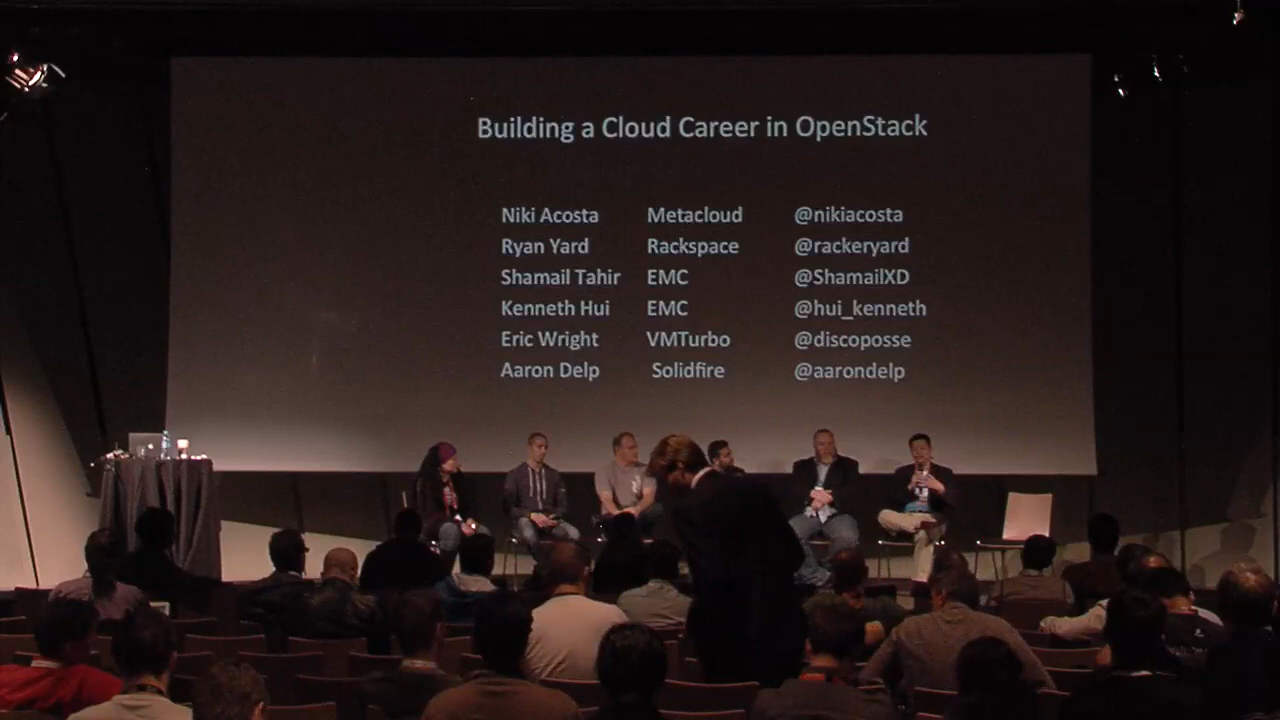 Building a Cloud Career in OpenStack
Niki Acosta Metacloud @nikiacosta
Ryan Yard Rackspace @rackeryard
Shamail Tahir EMC @ShamailXD
Kenneth Hui EMC @hui_kenneth
Eric Wright VMTurbo @discoposse
Aaron Delp Solidfire @aarondelp